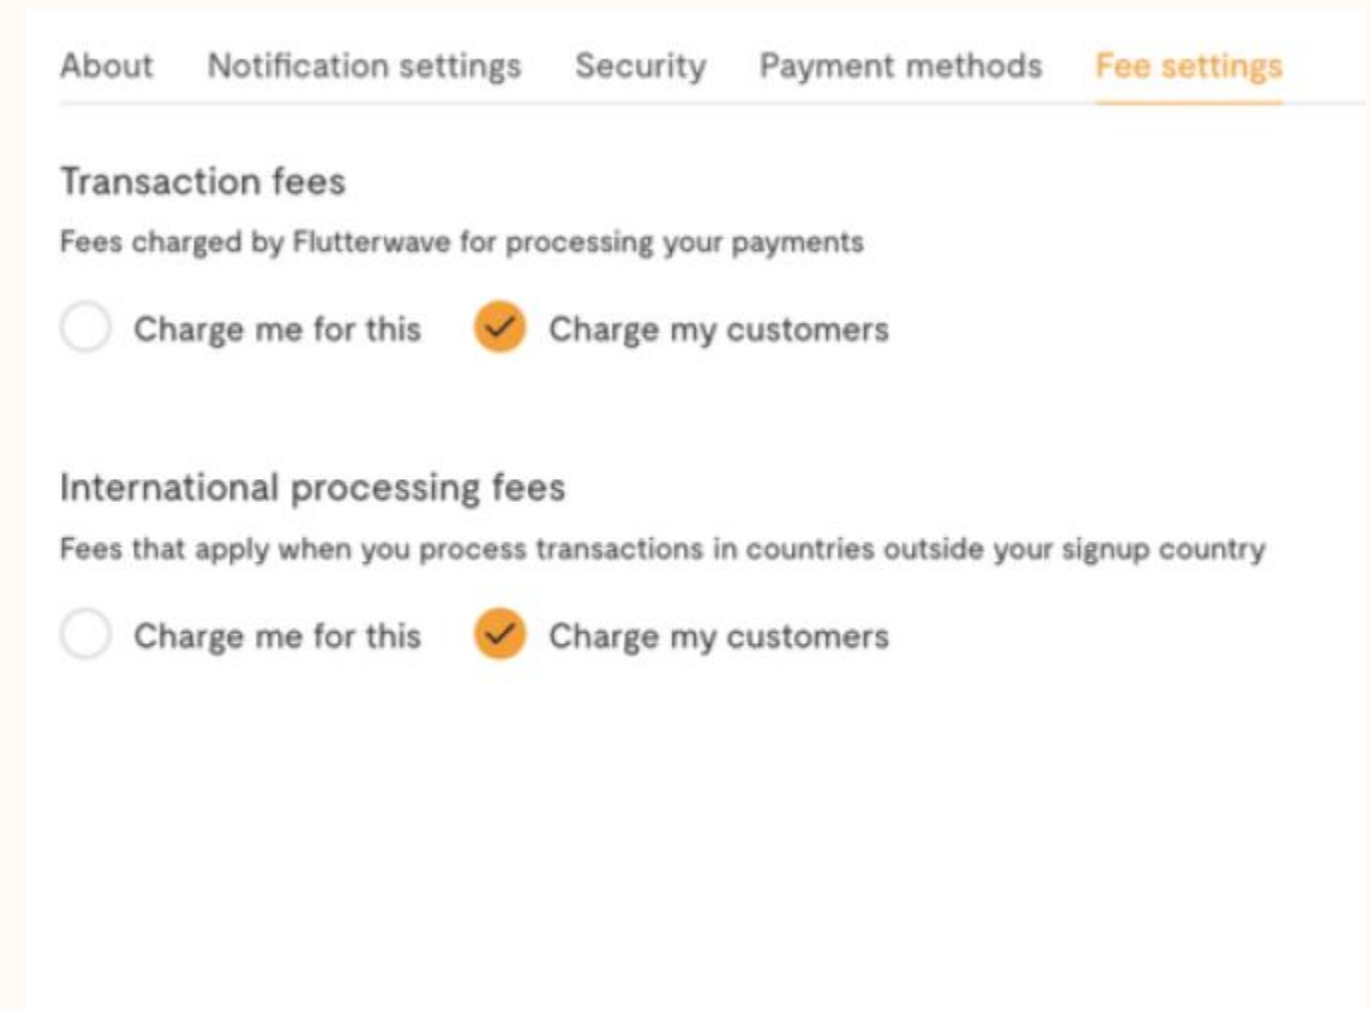 About Notification settings Security Payment methods Fee settings
Transaction fees
Fees charged by Flutterwave for processing your payments
Charge me for this Charge my customers
International processing fees
Fees that apply when you process transactions in countries outside your signup country
Charge me for this Charge my customers